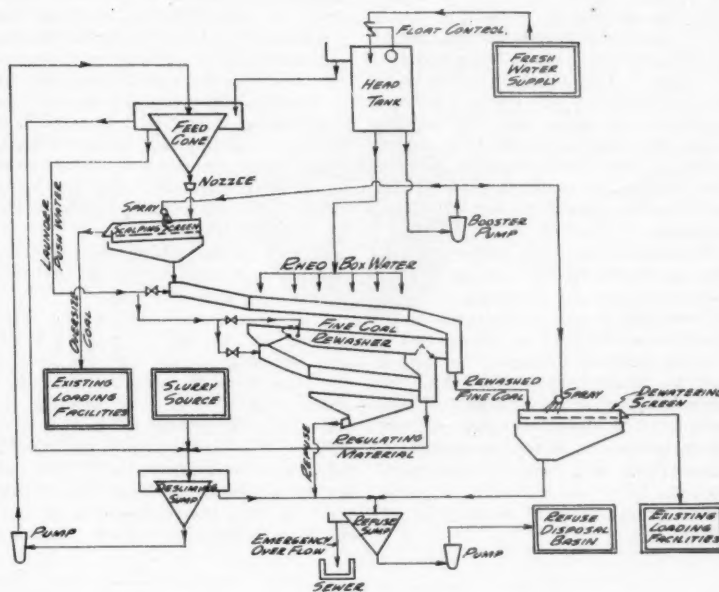 FLOAT CONTROL.
FRESH
WATER
SUPPLY
HEAD
TANK
FEED
CONE
NOZZLE
SPRAY
SCALPING SCREEN
BOOSTER
PUMP
LAUNDER
PUSH WATER
RHEO BOX WATER
OVERSIZE
COAL
FINE COAL
REWASHER
EXISTING
LOADING
FACILITIES
SLURRY
SOURCE
REWASHED
FINE COAL
SPRAY
DEWATERING
SCREEN
REFUSE
REGULATING
MATERIAL
DESLIMING
SUMP
PUMP
EMERGENCY
OVERFLOW
SEWER
REFUSE
SUMP
PUMP
REFUSE
DISPOSAL
BASIN
EXISTING
LOADING
FACILITIES